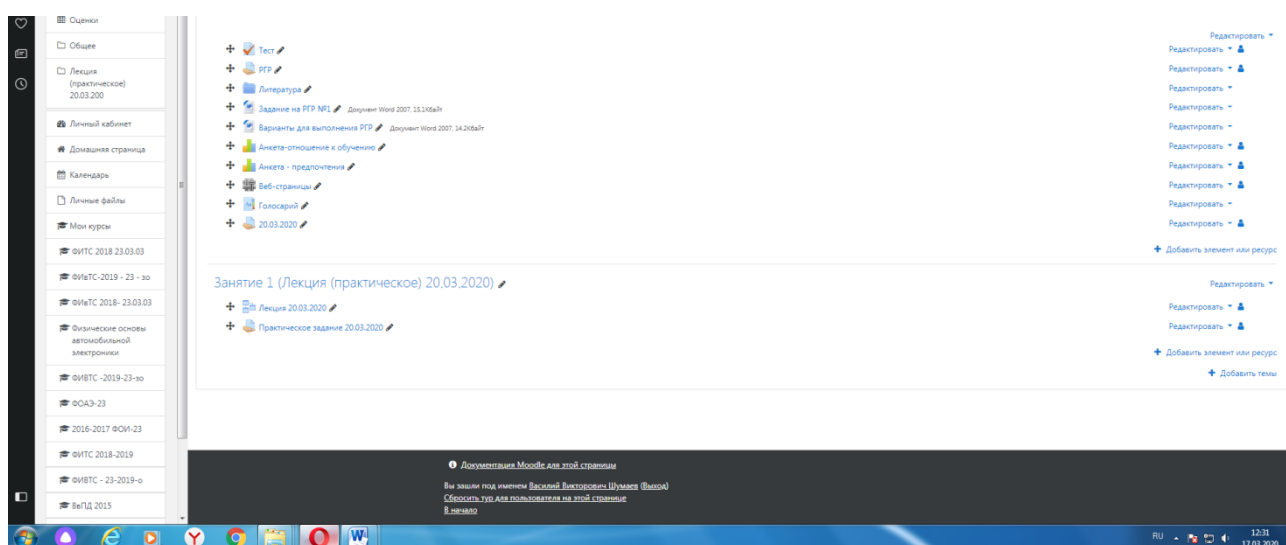 Оценки
Общее
Лекция
(практическое)
20.03.200
Личный кабинет
Домашняя страница
Календарь
Личные файлы
Мои курсы
ФИТС 2018 23.03.03
ФИвТС-2019 - 23 - зо
ФИвТС 2018- 23.03.03
Физические основы
автомобильной
электроники
ФИВТС -2019-23-зо
ФОАЭ-23
2016-2017 ФОИ-23
ФИТС 2018-2019
ФИВТС - 23-2019-о
ВвПД 2015
Редактировать
Тест Редактировать
РГР Редактировать
Литература Редактировать
Задание на РГР №1 Документ Word 2007, 15.1Кбайт Редактировать
Варианты для выполнения РГР Документ Word 2007, 14.2Кбайт Редактировать
Анкета-отношение к обучению Редактировать
Анкета - предпочтения Редактировать
Веб-страницы Редактировать
Голосарий Редактировать
20.03.2020 Редактировать
Добавить элемент или ресурс
Занятие 1 (Лекция (практическое) 20.03.2020) Редактировать
Лекция 20.03.2020 Редактировать
Практическое задание 20.03.2020 Редактировать
Добавить элемент или ресурс
Добавить темы
Документация Moodle для этой страницы
Вы зашли под именем Василий Викторович Шумаев (Выход)
Сбросить тур для пользователя на этой странице
В начало
RU 12:31
17.03.2020